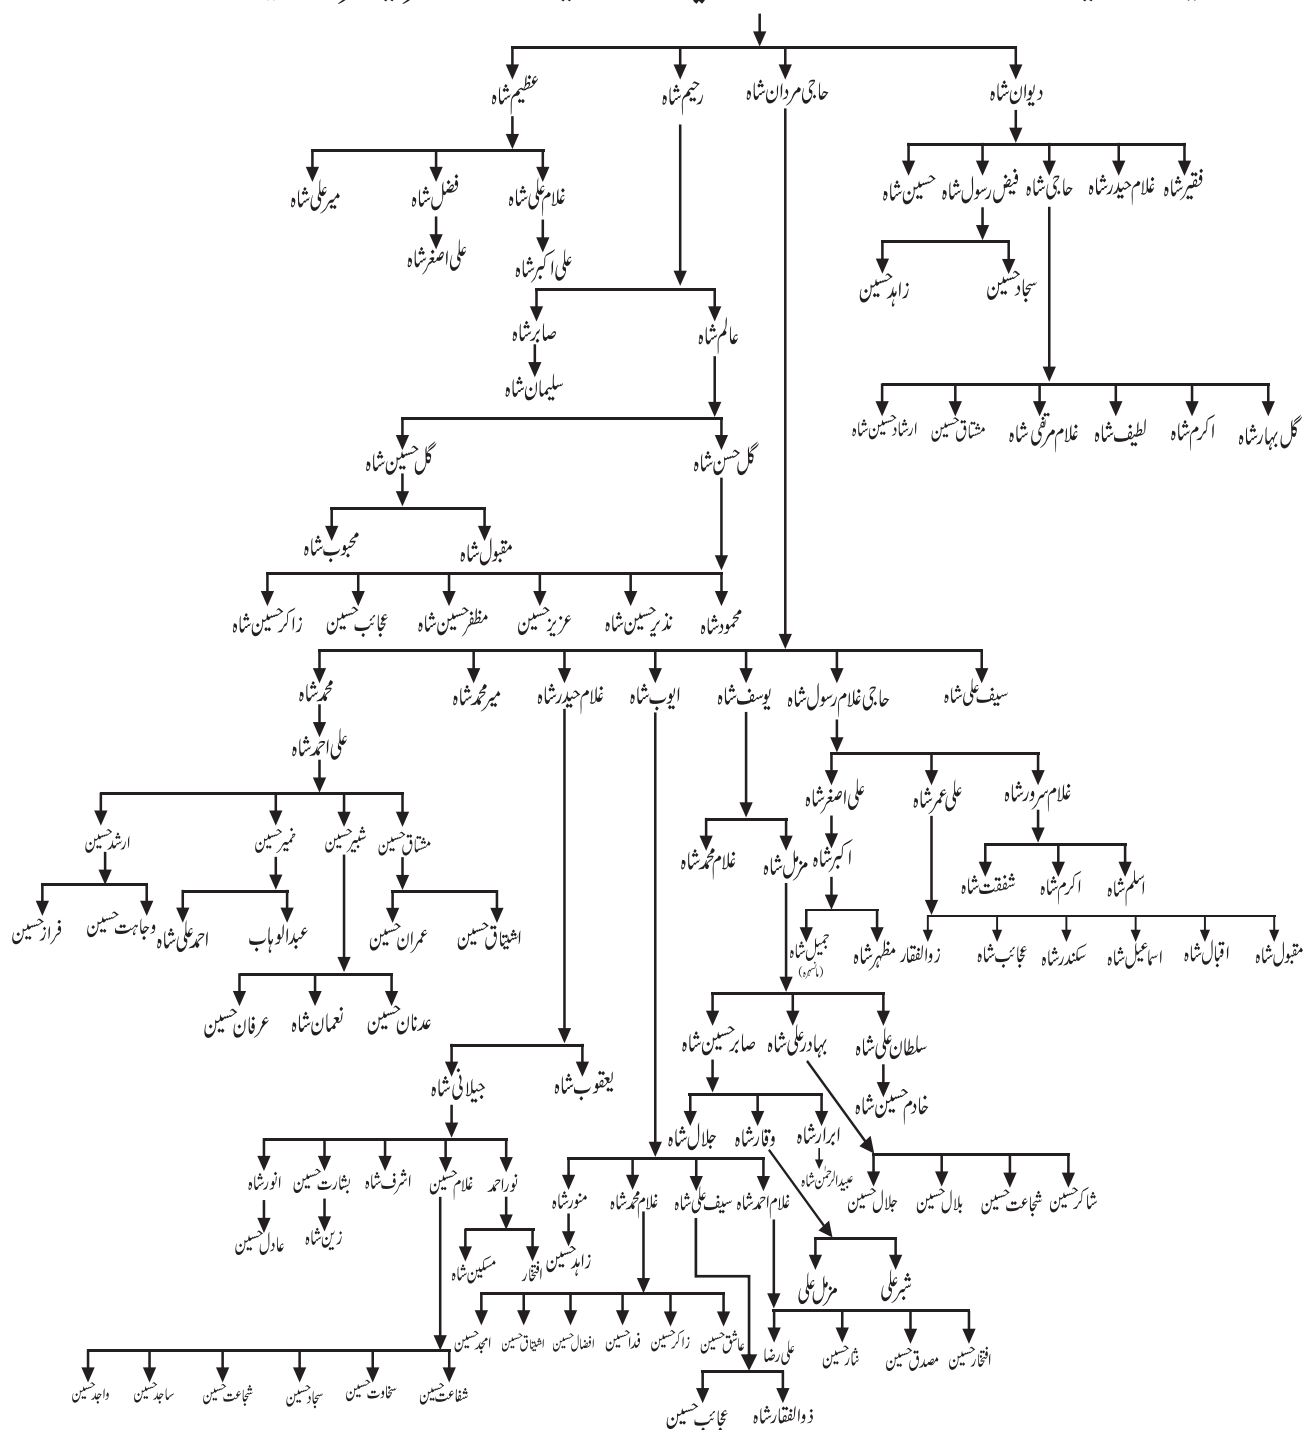 دیوان شاہ حاجی مردان شاہ رحیم شاہ عظیم شاہ
فقیر شاہ غلام حیدر شاہ حاجی شاہ فیض رسول شاہ حسین شاہ
غلام علی شاہ فضل شاہ میر علی شاہ
علی اکبر شاہ علی اصغر شاہ
سجاد حسین زاہد حسین
عالم شاہ صابر شاہ
سلیمان شاہ
گل بہار شاہ اکرم شاہ لطیف شاہ غلام مرتضی شاہ مشتاق حسین ارشاد حسین شاہ
گل حسن شاہ گل حسین شاہ
مقبول شاہ محبوب شاہ
محمود شاہ نذیر حسین شاہ عزیز حسین مظفر حسین شاہ عجائب حسین زاکر حسین شاہ
سیف علی شاہ حاجی غلام رسول شاہ یوسف شاہ ایوب شاہ غلام حیدر شاہ میر محمد شاہ محمد شاہ
علی احمد شاہ
غلام سرور شاہ علی عمر شاہ علی اصغر شاہ
مشتاق حسین شبیر حسین ضمیر حسین ارشد حسین
اکبر شاہ مزمل شاہ غلام محمد شاہ
اسلم شاہ اکرم شاہ شفقت شاہ
اشتیاق حسین عمران حسین عبدالوہاب احمد علی شاہ وجاہت حسین فراز حسین
مقبول شاہ اقبال شاہ اسماعیل شاہ سکندر شاہ عجائب شاہ زوالفقار مظہر شاہ جمیل شاہ
(مانسہرہ)
عدنان حسین نعمان شاہ عرفان حسین
سلطان علی شاہ بہادر علی شاہ صابر حسین شاہ
یعقوب شاہ جیلانی شاہ
خادم حسین شاہ
ابرار شاہ وقار شاہ جلال شاہ
عبید الرحمٰن شاہ
نور احمد غلام حسین اشرف شاہ بشارت حسین انور شاہ
شاکر حسین شجاعت حسین بلال حسین جلال حسین
غلام احمد شاہ سیف علی شاہ غلام محمد شاہ منور شاہ
زین شاہ عادل حسین
زاہد حسین افتخار مسکین شاہ
شبر علی مزمل علی
عاشق حسین زاکر حسین فدا حسین افضال حسین اشتیاق حسین امجد حسین
افتخار حسین مصدق حسین نثار حسین علی رضا
شفاعت حسین سخاوت حسین سجاد حسین شجاعت حسین ساجد حسین واجد حسین
ذوالفقار شاہ عجائب حسین